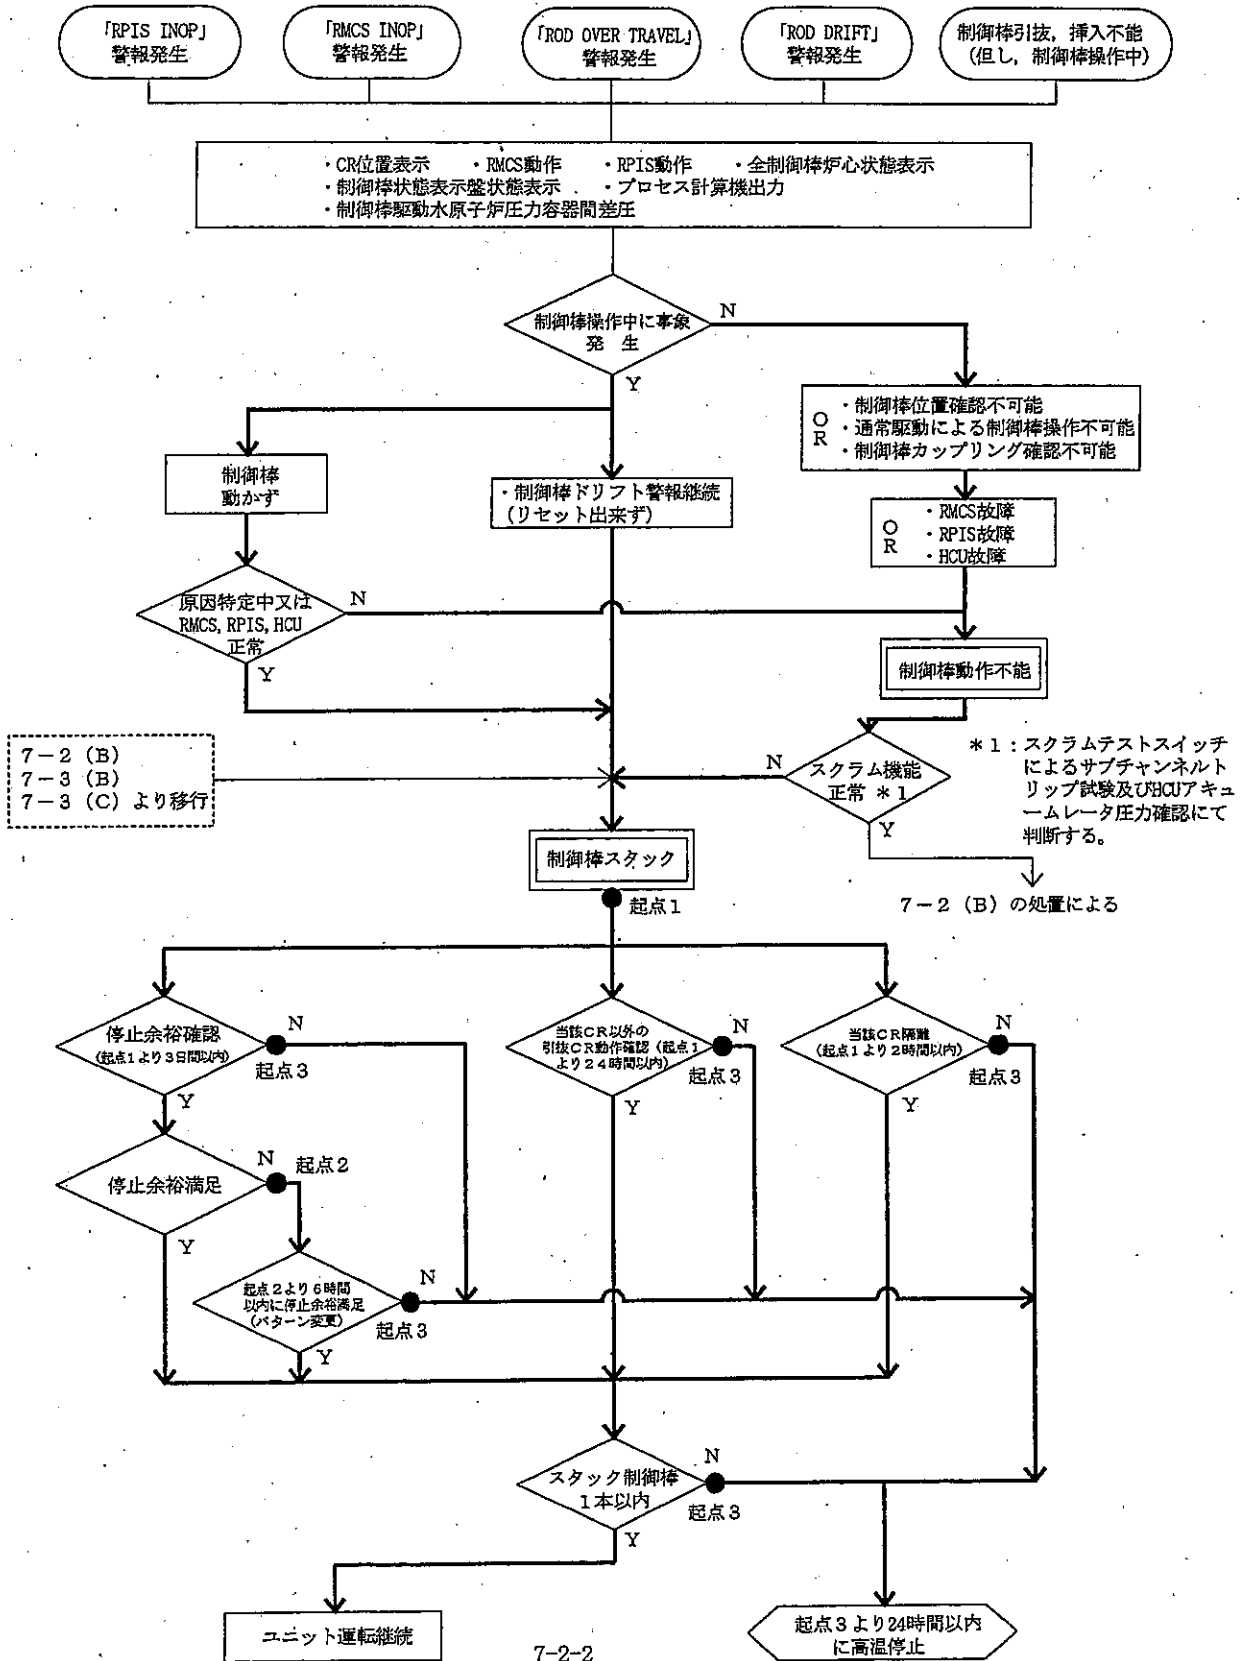 「RPIS INOP」
警報発生
「RMCS INOP」
警報発生
「ROD OVER TRAVEL」
警報発生
「ROD DRIFT」
警報発生
制御棒引抜，挿入不能
(但し，制御棒操作中)
・CR位置表示　・RMCS動作　・RPIS動作　・全制御棒炉心状態表示
・制御棒状態表示盤状態表示　・プロセス計算機出力
・制御棒駆動水原子炉圧力容器間差圧
制御棒操作中に事象
発　生
N
Y
OR
・制御棒位置確認不可能
・通常駆動による制御棒操作不可能
・制御棒カップリング確認不可能
制御棒
動かず
・制御棒ドリフト警報継続
(リセット出来ず)
OR
・RMCS故障
・RPIS故障
・HCU故障
原因特定中又は
RMCS, RPIS, HCU
正常
N
Y
制御棒動作不能
7－2（B）
7－3（B）
7－3（C）より移行
スクラム機能
正常 ＊1
N
Y
＊1：スクラムテストスイッチ
によるサブチャンネルト
リップ試験及びHCUアキュ
ームレータ圧力確認にて
判断する。
7－2（B）の処置による
制御棒スタック
起点1
停止余裕確認
(起点1より3日間以内)
N
起点3
Y
当該CR以外の
引抜CR動作確認（起点1
より24時間以内）
N
起点3
Y
当該CR隔離
(起点1より2時間以内)
N
起点3
Y
停止余裕満足
N
起点2
Y
起点2より6時間
以内に停止余裕満足
(パターン変更)
N
起点3
Y
スタック制御棒
1本以内
N
起点3
Y
ユニット運転継続
起点3より24時間以内
に高温停止
7-2-2